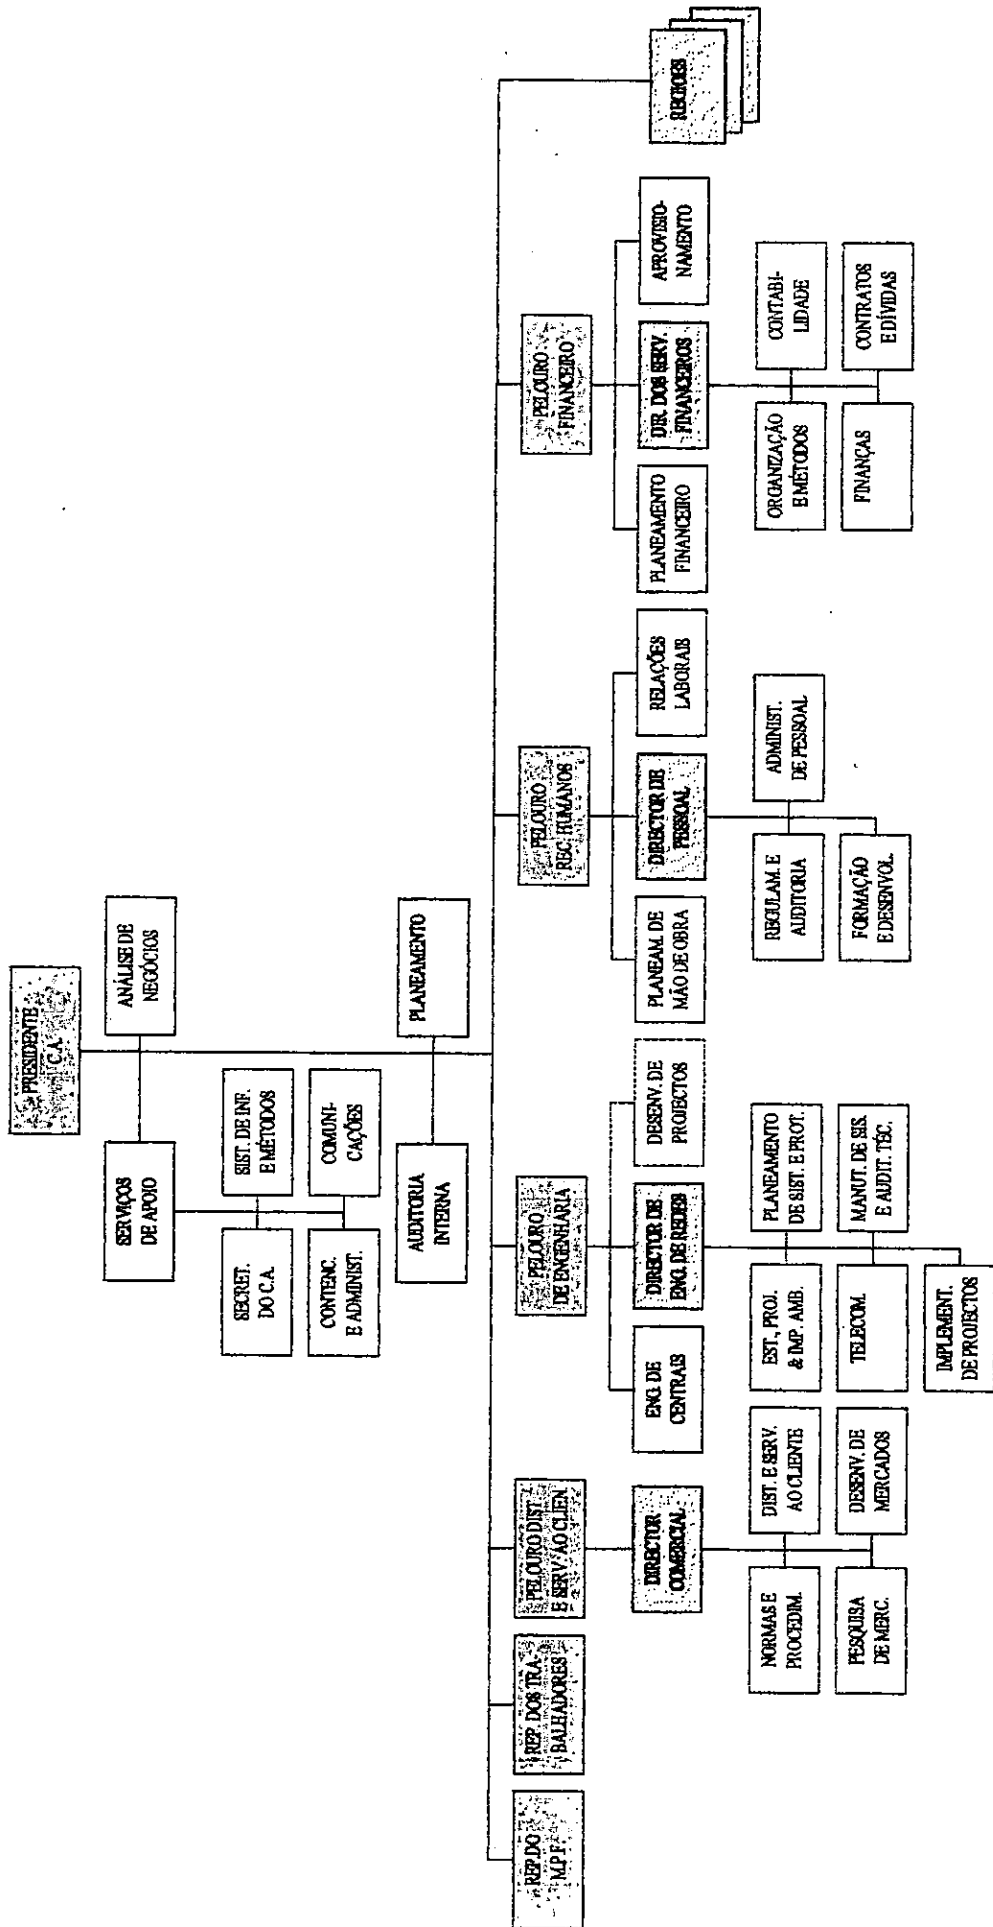 PRESIDENTE
C.A.
SERVIÇOS
DE APOIO
ANÁLISE DE
NEGÓCIOS
SECRET.
DO C.A.
SIST. DE INF.
E MÉTODOS
CONTENC.
E ADMINIST.
COMUNI-
CAÇÕES
AUDITORIA
INTERNA
PLANEAMENTO
REP. DO
M.P.F.
REP. DOS TRA-
BALHADORES
PELOURO DIST.
E SERV. AO CLIEN.
PELOURO
DE ENGENHARIA
PELOURO
REC. HUMANOS
PELOURO
FINANCEIRO
REGIOES
DIRECTOR
COMERCIAL
ENG. DE
CENTRAIS
DIRECTOR DE
ENG. DE REDES
DESENV. DE
PROJECTOS
PLANEAM. DE
MÃO DE OBRA
DIRECTOR DE
PESSOAL
RELAÇÕES
LABORAIS
PLANEAMENTO
FINANCEIRO
DIR. DOS SERV.
FINANCEIROS
APROVISIO-
NAMENTO
NORMAS E
PROCEDIM.
DIST. E SERV.
AO CLIENTE
EST., PROJ.
& IMP. AMB.
PLANEAMENTO
DE SIST. E PROT.
REGULAM. E
AUDITORIA
ADMINIST.
DE PESSOAL
ORGANIZAÇÃO
E MÉTODOS
CONTABI-
LIDADE
PESQUISA
DE MERC.
DESENV. DE
MERCADOS
TELECOM.
MANUT. DE SIS.
E AUDIT. TÉC.
FORMAÇÃO
E DESENVOL.
FINANÇAS
CONTRATOS
E DÍVIDAS
IMPLEMENT.
DE PROJECTOS